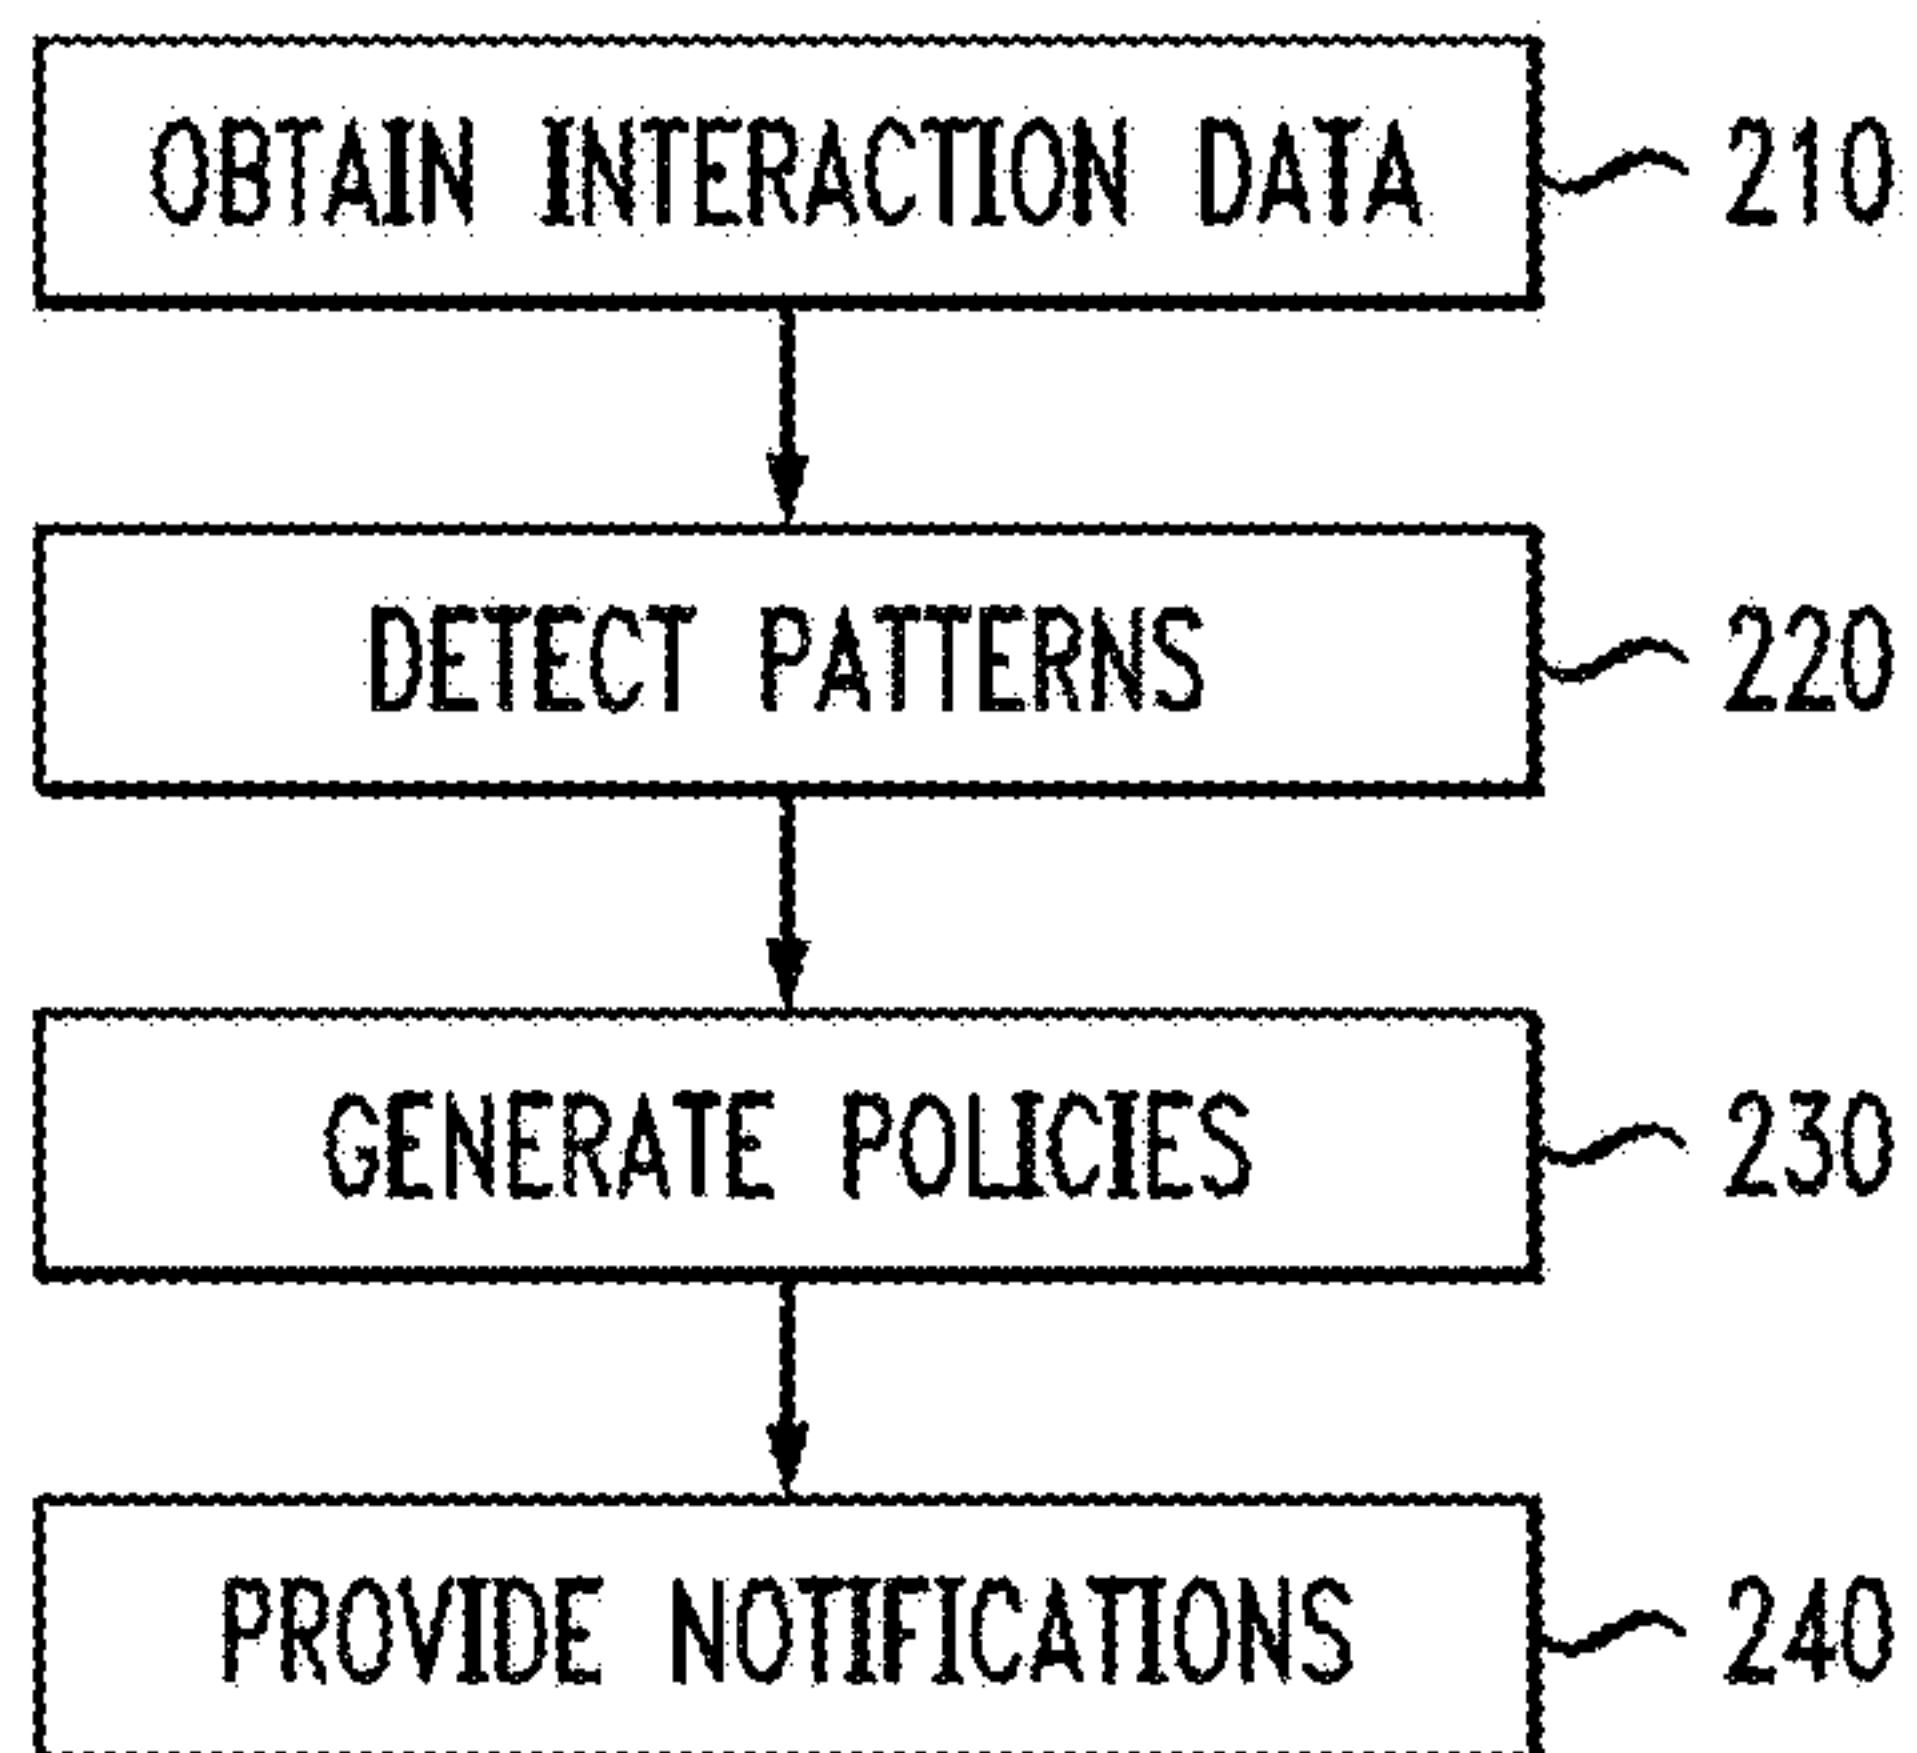 OBTAIN INTERACTION DATA 210
DETECT PATTERNS 220
GENERATE POLICIES 230
PROVIDE NOTIFICATIONS 240